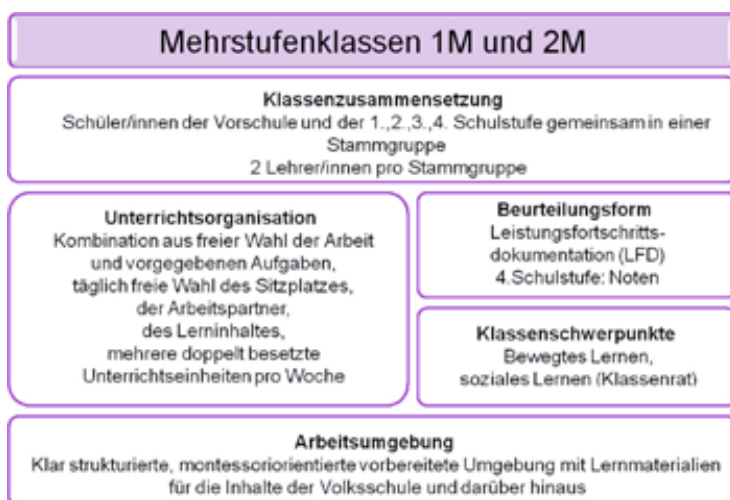 Mehrstufenklassen 1M und 2M
Klassenzusammensetzung
Schüler/innen der Vorschule und der 1.,2.,3.,4. Schulstufe gemeinsam in einer
Stammgruppe
2 Lehrer/innen pro Stammgruppe
Unterrichtsorganisation
Kombination aus freier Wahl der Arbeit
und vorgegebenen Aufgaben,
täglich freie Wahl des Sitzplatzes,
der Arbeitspartner,
des Lerninhaltes,
mehrere doppelt besetzte
Unterrichtseinheiten pro Woche
Beurteilungsform
Leistungsfortschritts-
dokumentation (LFD)
4.Schulstufe: Noten
Klassenschwerpunkte
Bewegtes Lernen,
soziales Lernen (Klassenrat)
Arbeitsumgebung
Klar strukturierte, montessoriorientierte vorbereitete Umgebung mit Lernmaterialien
für die Inhalte der Volksschule und darüber hinaus